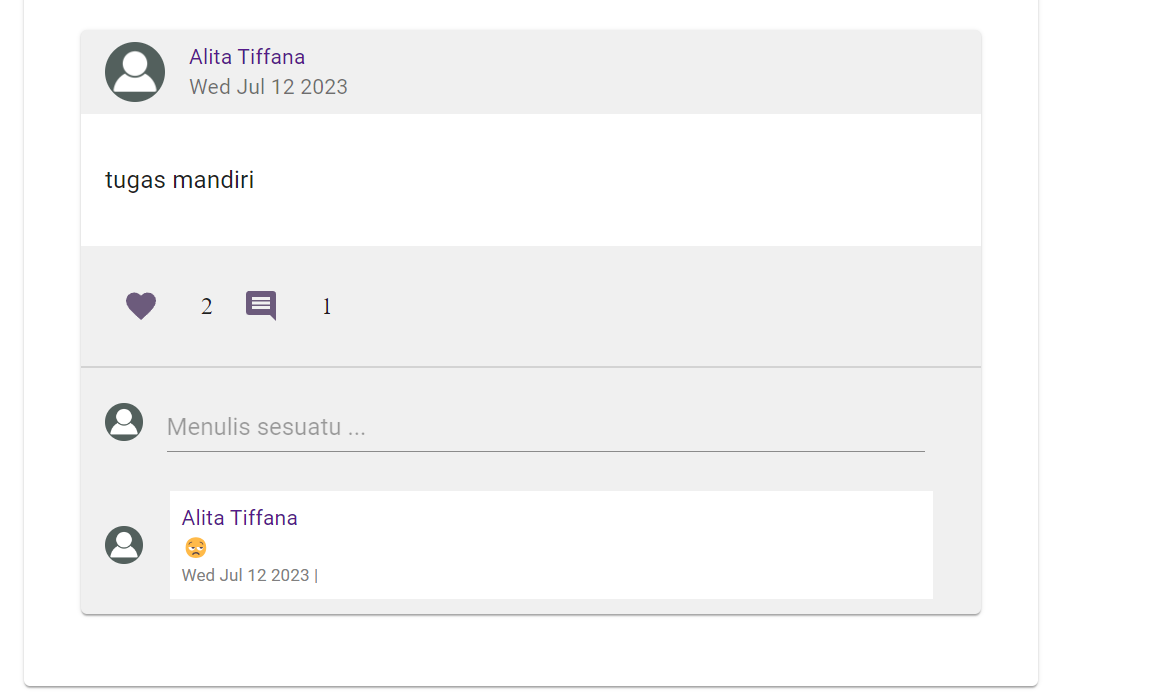 Alita Tiffana
Wed Jul 12 2023
tugas mandiri
2 1
Menulis sesuatu ...
Alita Tiffana
😞
Wed Jul 12 2023 |